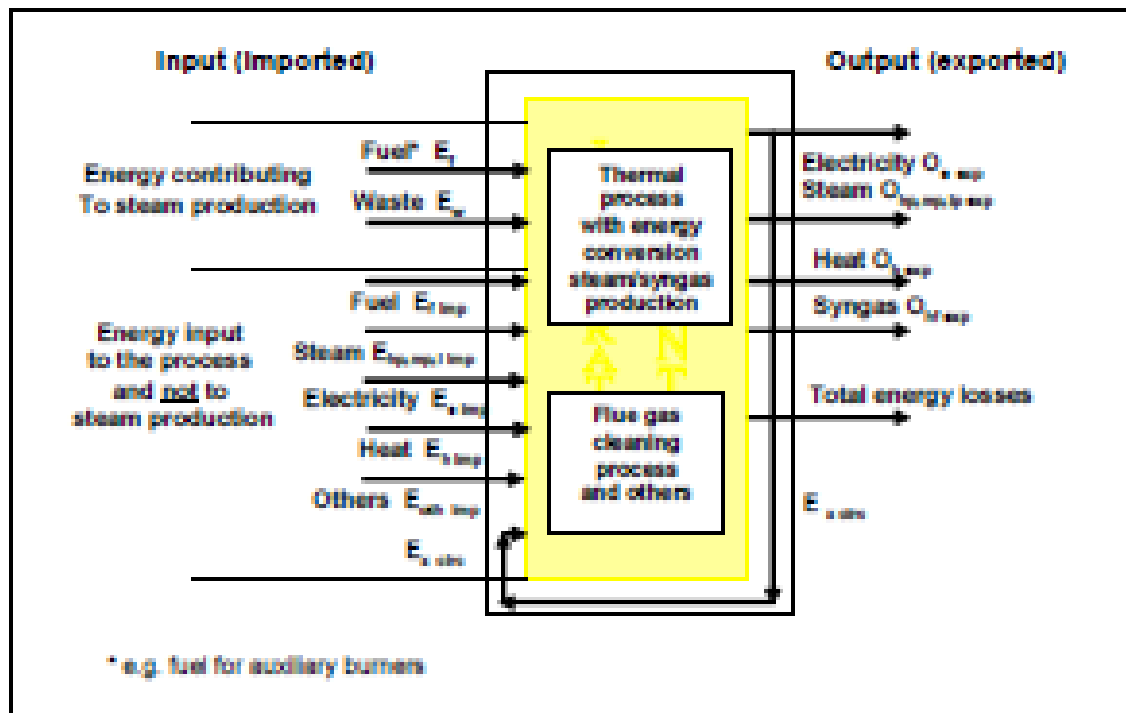 Input (Imported)
Output (exported)
Energy contributing
To steam production
Fuel* E
Waste E
Energy input
to the process
and not to
steam production
Fuel E f imp
Steam E
Electricity E
Heat E h imp
Others E
E
Thermal
process
with energy
conversion
steam/syngas
production
Flue gas
cleaning
process
and others
Electricity O
Steam O
Heat O
Syngas O
Total energy losses
E
* e.g. fuel for auxiliary burners